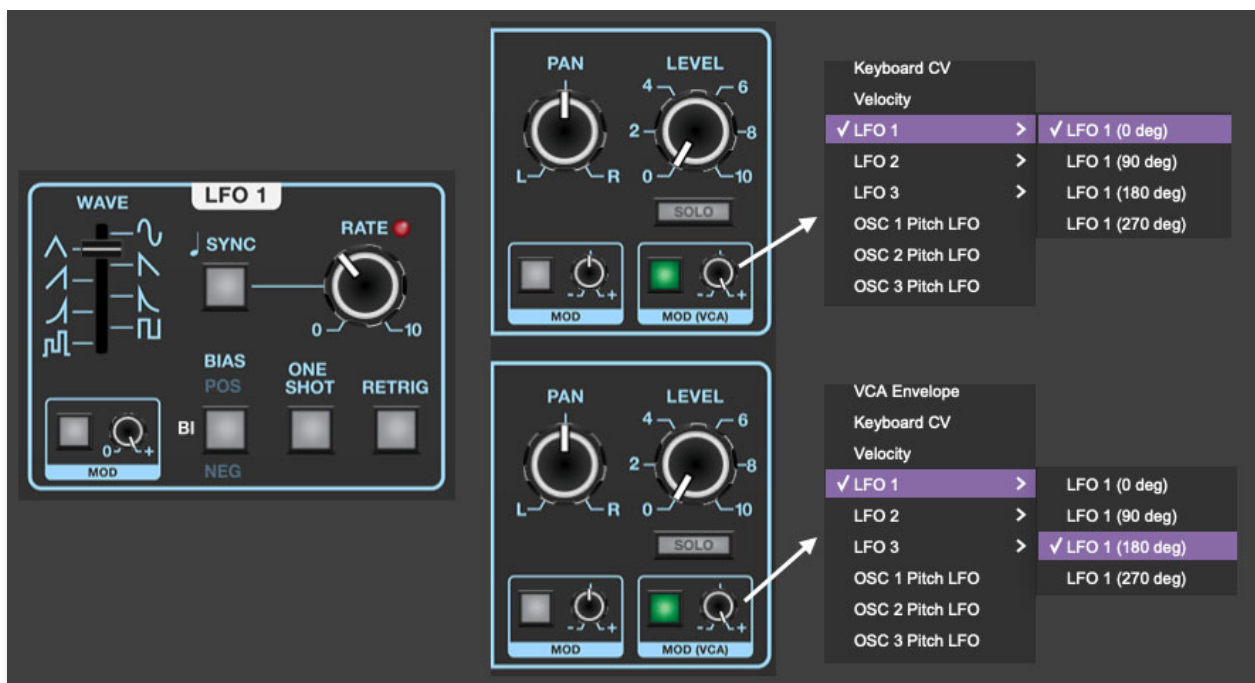 LFO 1
WAVE
SYNC
RATE
0 10
BIAS
POS
BI
NEG
ONE
SHOT
RETRIG
0 +
MOD
PAN
L R
LEVEL
4 6
2 8
0 10
SOLO
- +
MOD
- +
MOD (VCA)
Keyboard CV
Velocity
✓ LFO 1 >
LFO 2 >
LFO 3 >
OSC 1 Pitch LFO
OSC 2 Pitch LFO
OSC 3 Pitch LFO
✓ LFO 1 (0 deg)
LFO 1 (90 deg)
LFO 1 (180 deg)
LFO 1 (270 deg)
PAN
L R
LEVEL
4 6
2 8
0 10
SOLO
- +
MOD
- +
MOD (VCA)
VCA Envelope
Keyboard CV
Velocity
✓ LFO 1 >
LFO 2 >
LFO 3 >
OSC 1 Pitch LFO
OSC 2 Pitch LFO
OSC 3 Pitch LFO
LFO 1 (0 deg)
LFO 1 (90 deg)
✓ LFO 1 (180 deg)
LFO 1 (270 deg)